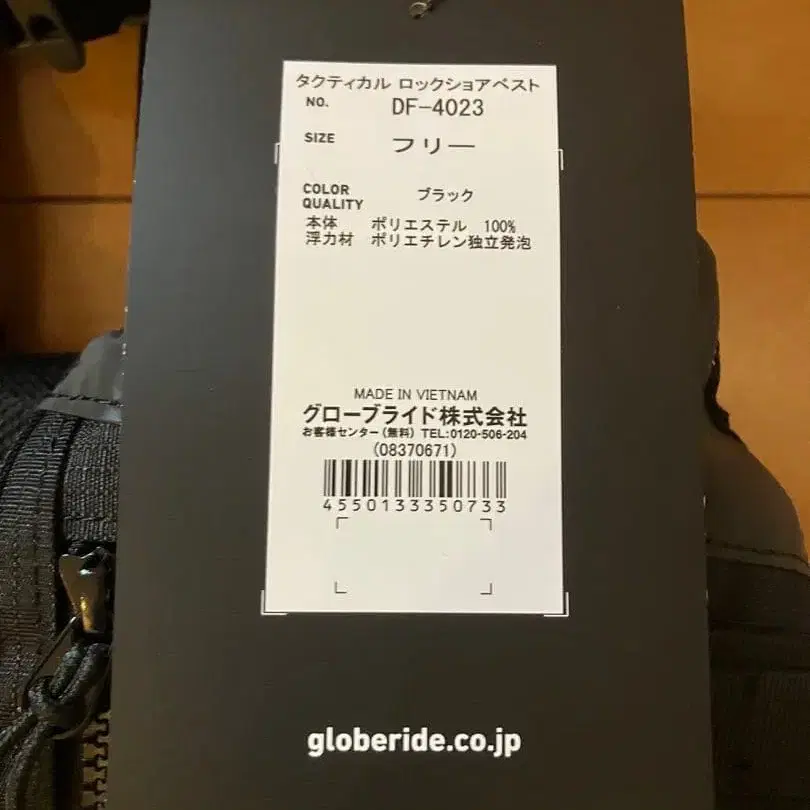 タクティカル ロックショアベスト
NO. DF-4023
SIZE フリー
COLOR ブラック
QUALITY
本体 ポリエステル 100%
浮力材 ポリエチレン独立発泡
MADE IN VIETNAM
グローブライド株式会社
お客様センター(無料) TEL:0120-506-204
(08370671)
4550133350733
globeride.co.jp